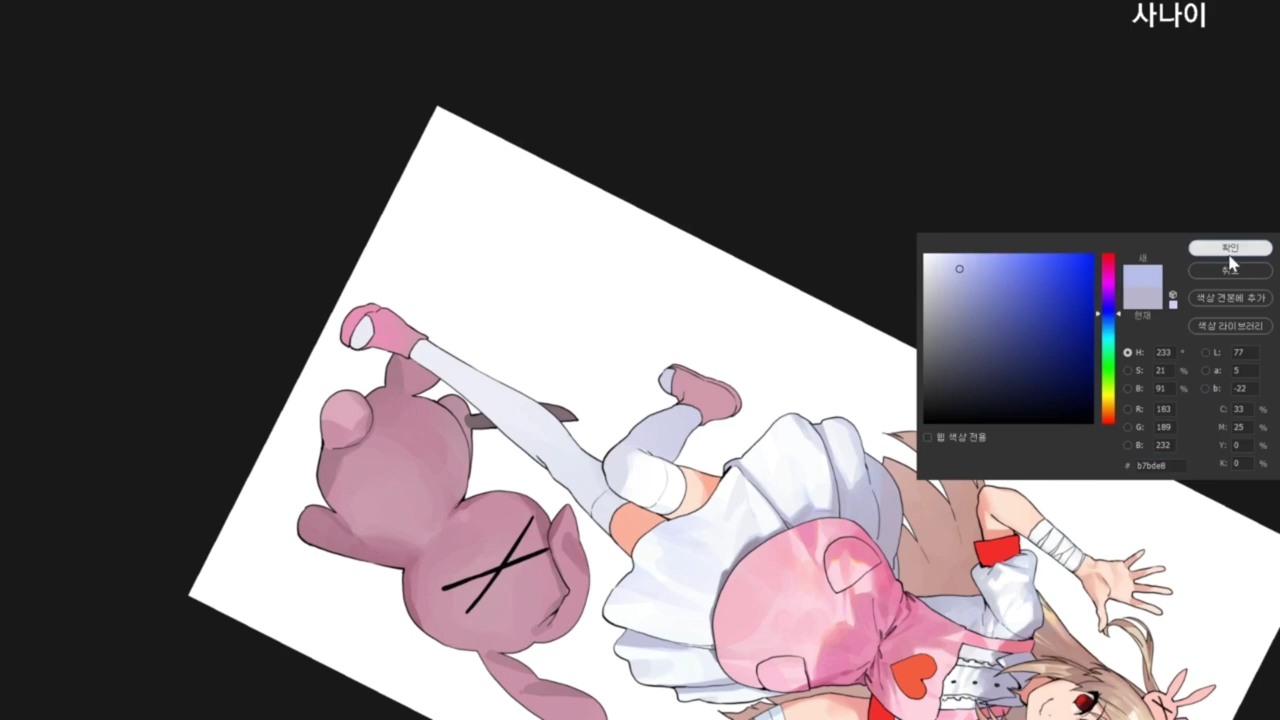 사나이
확인
새
취소
현재
색상 견본에 추가
색상 라이브러리
H: 233 °
L: 77
S: 21 %
a: 5
B: 91 %
b: -22
R: 183
C: 33 %
G: 189
M: 25 %
B: 232
Y: 0 %
# b7bde8
K: 0 %
웹 색상 전용